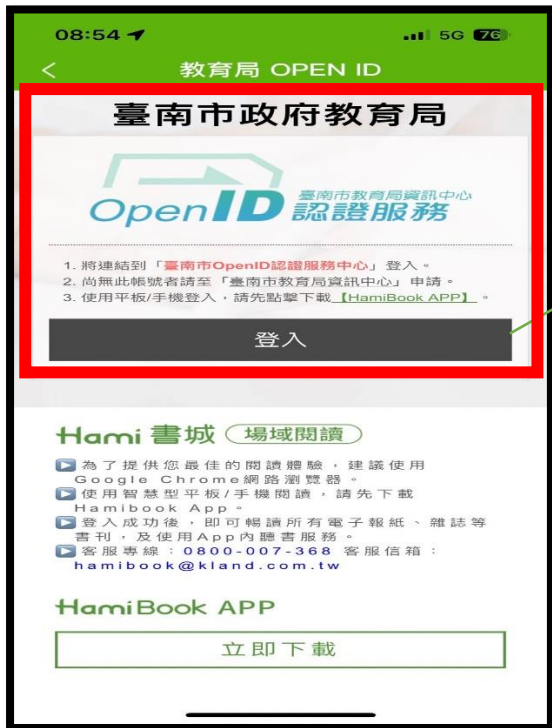 08:54 5G 76
< 教育局 OPEN ID
臺南市政府教育局
臺南市教育局資訊中心
OpenID 認證服務
1. 將連結到「臺南市OpenID認證服務中心」登入。
2. 尚無此帳號者請至「臺南市教育局資訊中心」申請。
3. 使用平板/手機登入，請先點擊下載【HamiBook APP】。
登入
Hami 書城 場域閱讀
為了提供您最佳的閱讀體驗，建議使用
Google Chrome網路瀏覽器。
使用智慧型平板/手機閱讀，請先下載
Hamibook App。
登入成功後，即可暢讀所有電子報紙、雜誌等
書刊，及使用App內聽書服務。
客服專線：0800-007-368 客服信箱：
hamibook@kland.com.tw
HamiBook APP
立即下載